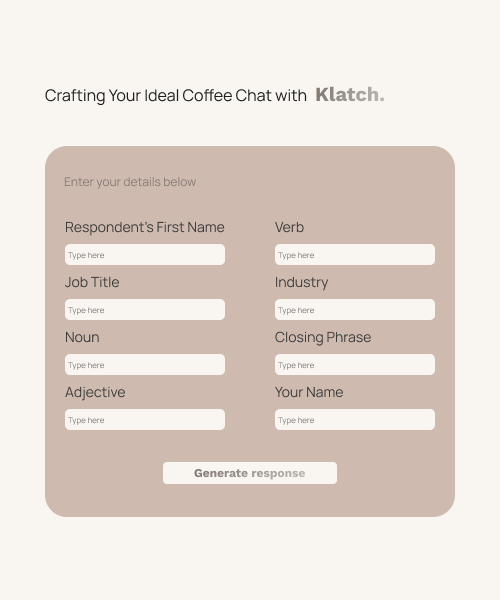 Crafting Your Ideal Coffee Chat with Klatch.
Enter your details below
Respondent's First Name
Type here
Verb
Type here
Job Title
Type here
Industry
Type here
Noun
Type here
Closing Phrase
Type here
Adjective
Type here
Your Name
Type here
Generate response